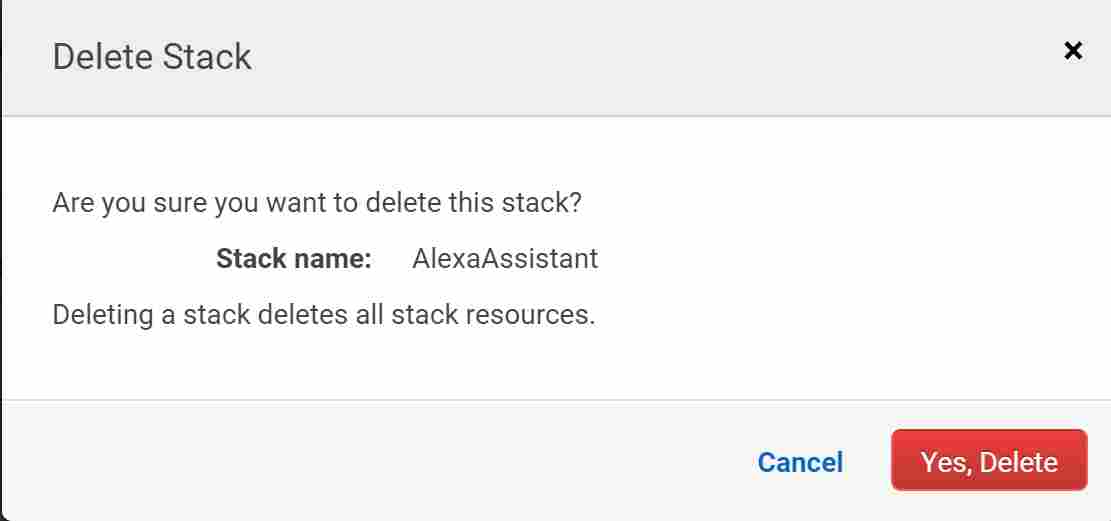 Delete Stack
Are you sure you want to delete this stack?
Stack name: AlexaAssistant
Deleting a stack deletes all stack resources.
Cancel Yes, Delete